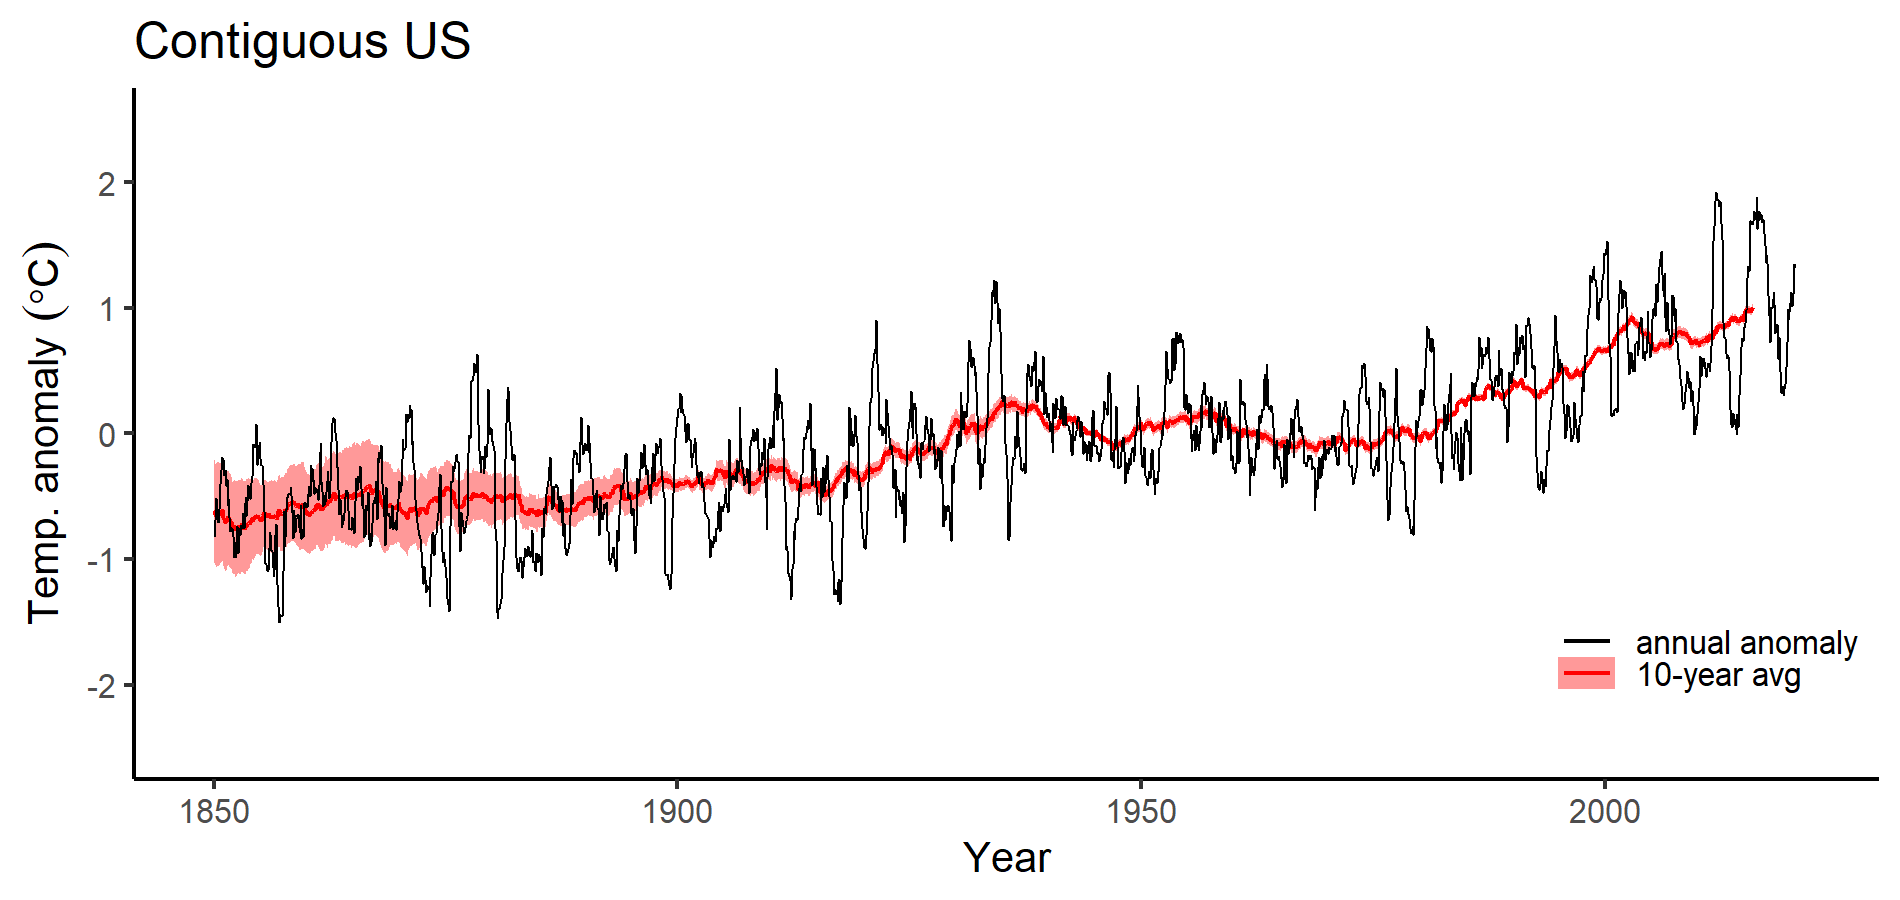 Contiguous US
Temp. anomaly (°C)
2
1
0
-1
-2
annual anomaly
10-year avg
1850
1900
1950
2000
Year